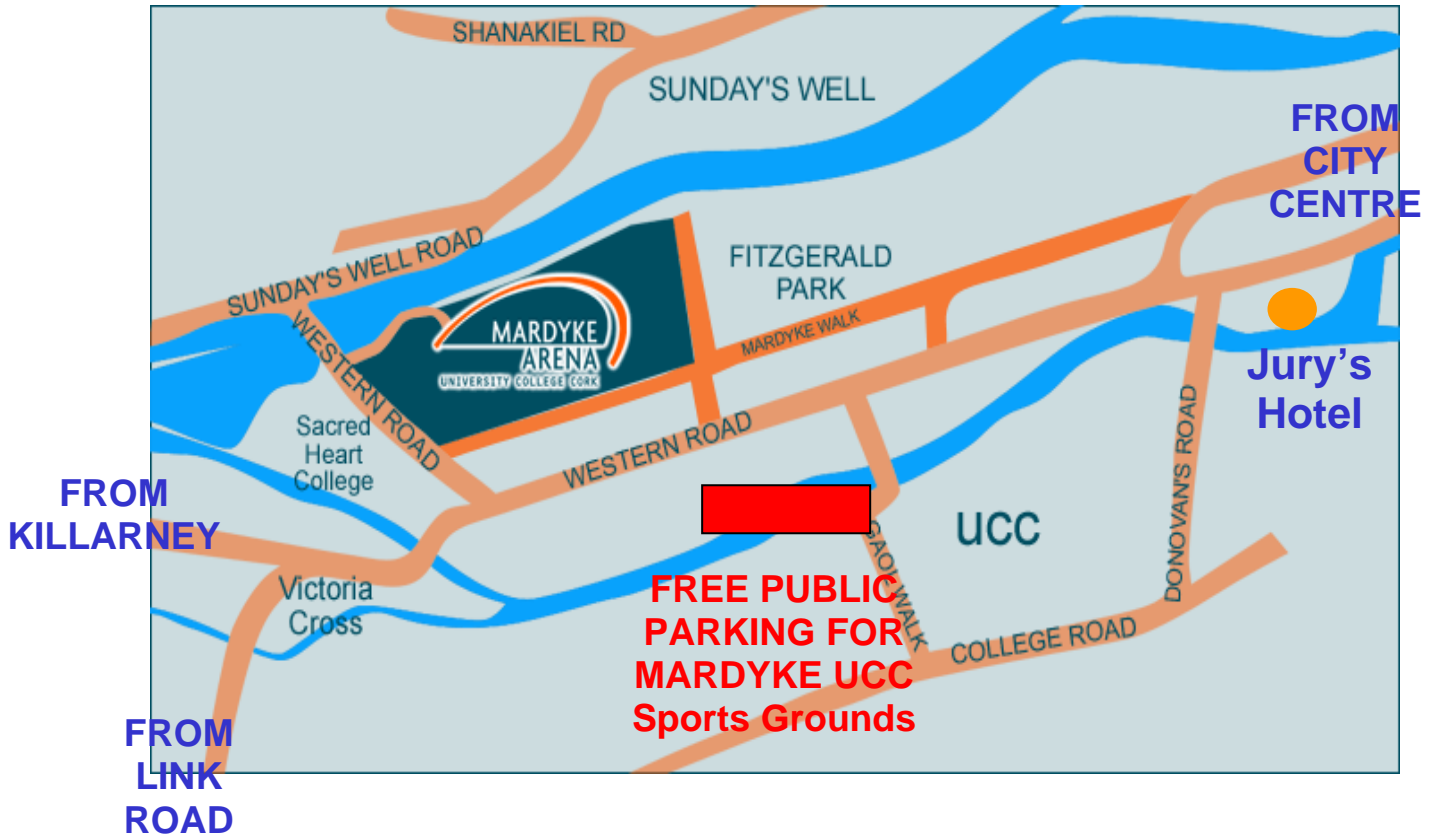 SHANAKIEL RD
SUNDAY'S WELL
FROM
CITY
CENTRE
SUNDAY'S WELL ROAD
FITZGERALD
PARK
MARDYKE
ARENA
UNIVERSITY COLLEGE CORK
MARDYKE WALK
WESTERN ROAD
Jury’s
Hotel
Sacred
Heart
College
WESTERN ROAD
DONOVAN'S ROAD
FROM
KILLARNEY
UCC
GAOL WALK
Victoria
Cross
FREE PUBLIC
PARKING FOR
MARDYKE UCC
Sports Grounds
COLLEGE ROAD
FROM
LINK
ROAD